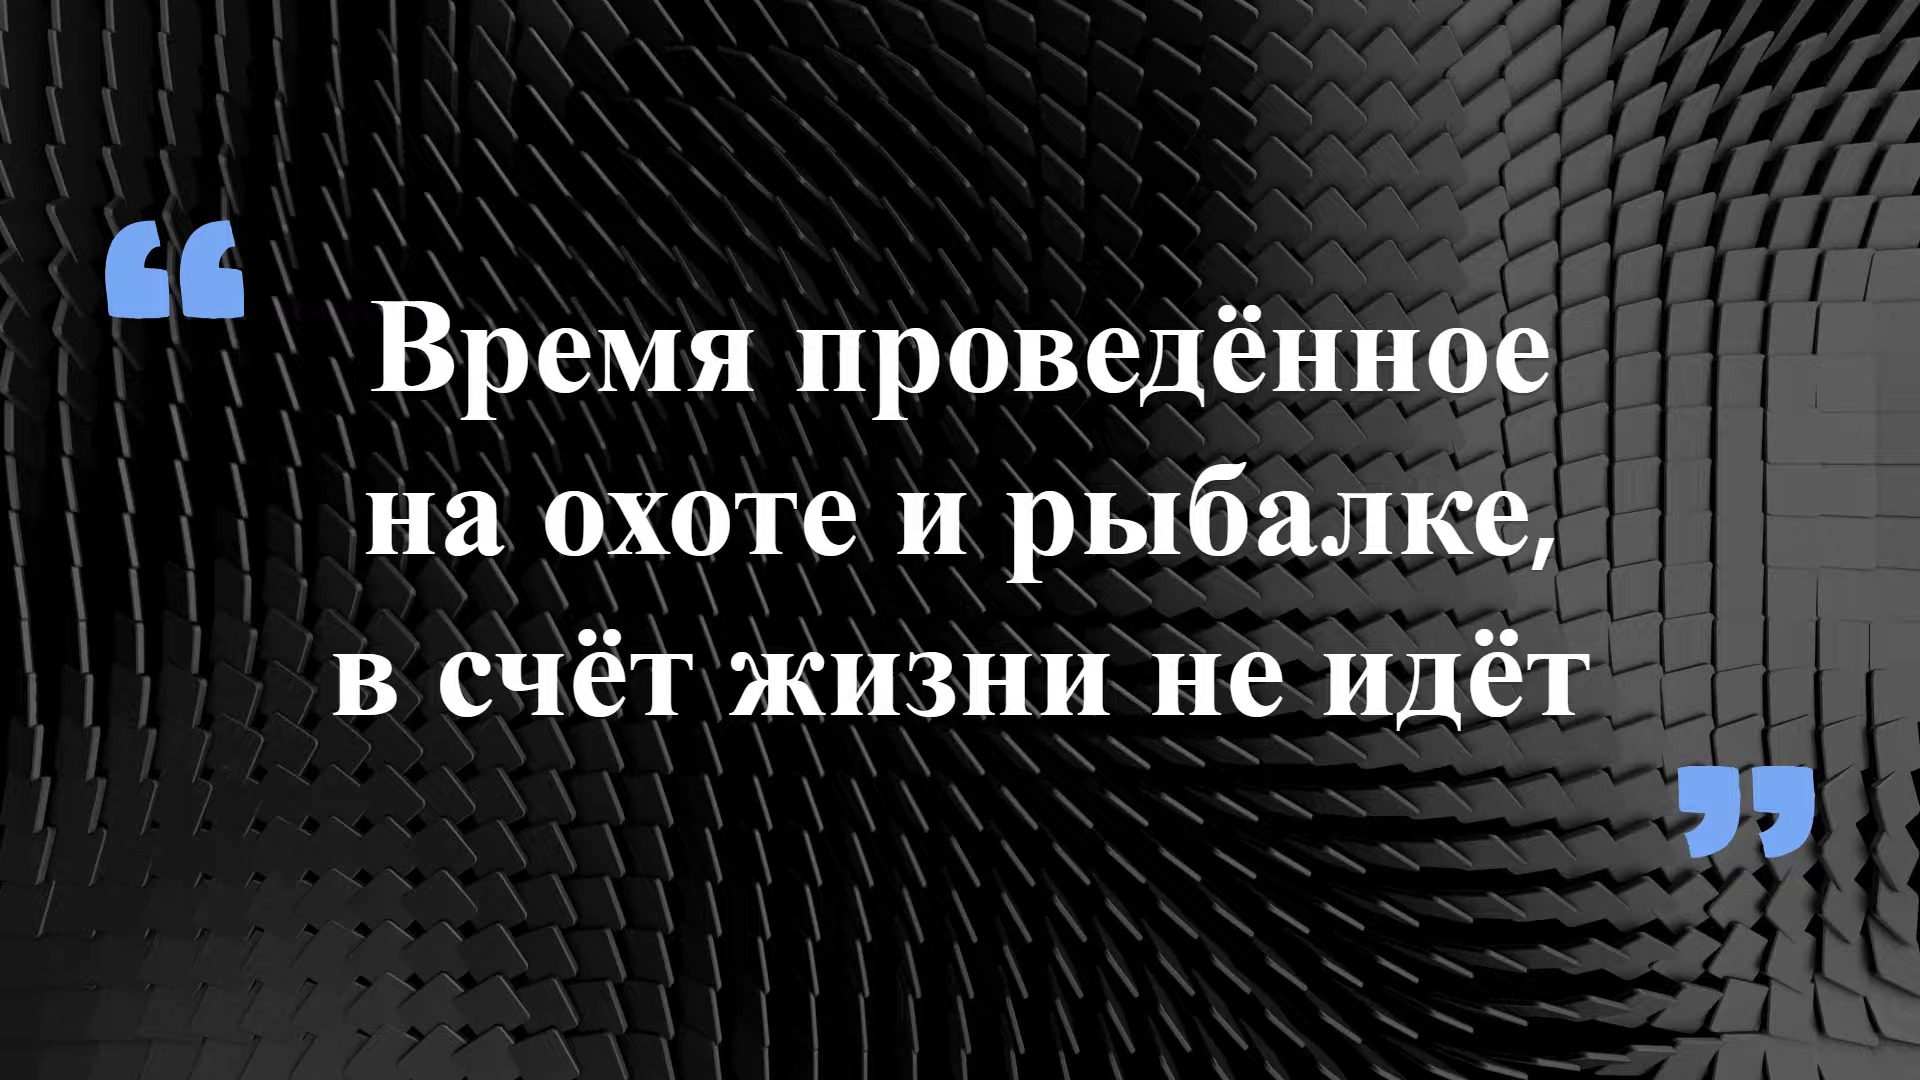 “Время проведённое
на охоте и рыбалке,
в счёт жизни не идёт”